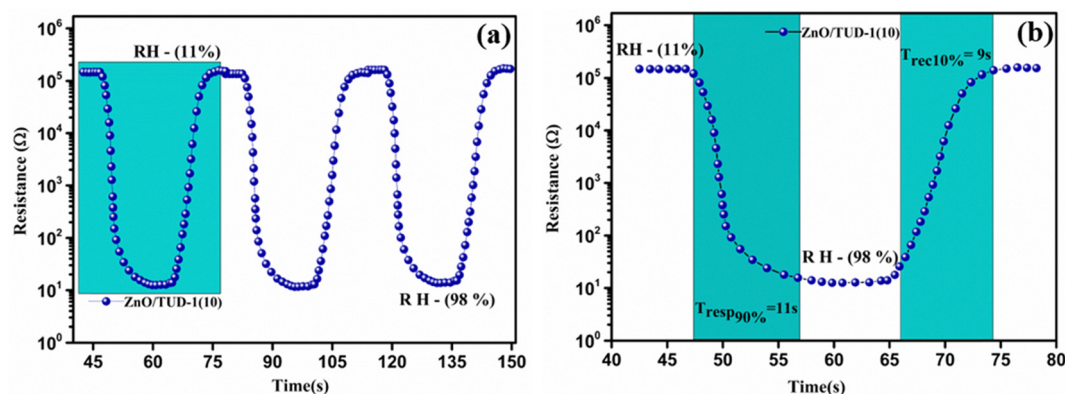 (a)
RH - (11%)
ZnO/TUD-1(10)
R H - (98 %)
Resistance (Ω)
10^6
10^5
10^4
10^3
10^2
10^1
10^0
45 60 75 90 105 120 135 150
Time(s)
(b)
ZnO/TUD-1(10)
RH - (11%)
T_rec10% = 9s
R H - (98 %)
T_resp90% =11s
Resistance (Ω)
10^6
10^5
10^4
10^3
10^2
10^1
10^0
40 45 50 55 60 65 70 75 80
Time(s)